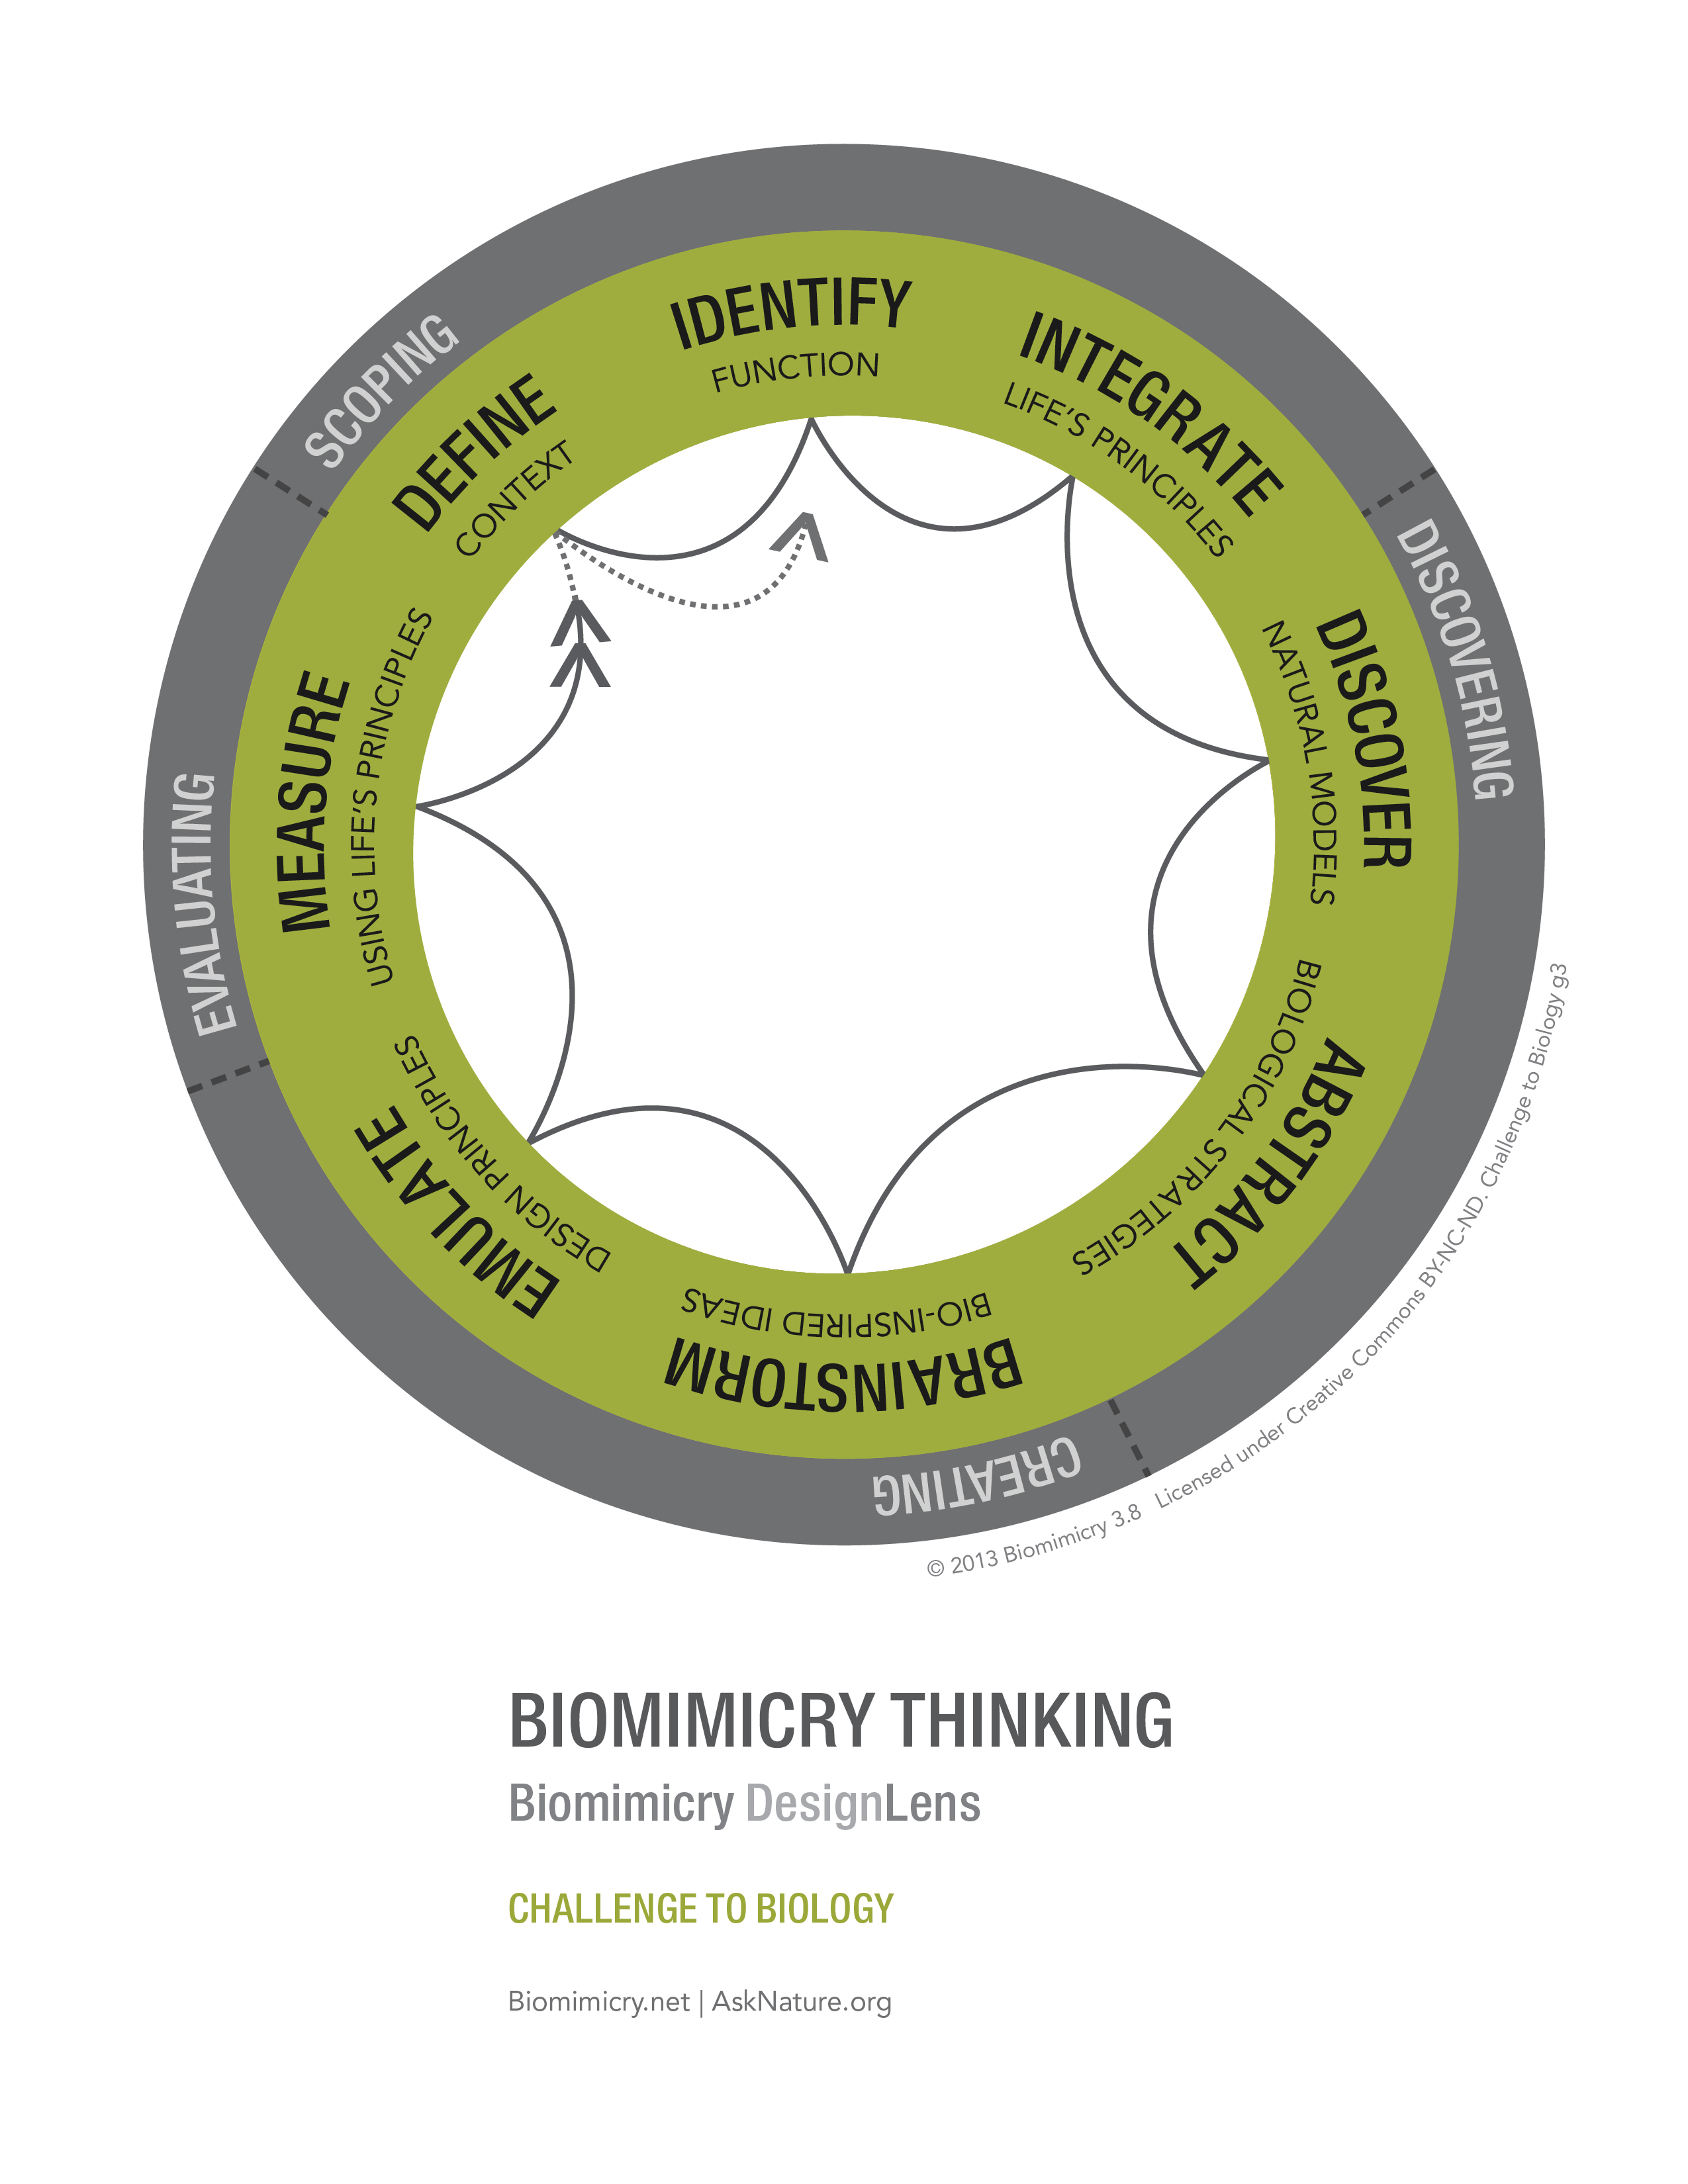 SCOPING
DEFINE
CONTEXT
IDENTIFY
FUNCTION
INTEGRATE
LIFE'S PRINCIPLES
DISCOVERING
DISCOVER
NATURAL MODELS
ABSTRACT
BIOLOGICAL STRATEGIES
CREATING
BRAINSTORM
BIO-INSPIRED IDEAS
EMULATE
DESIGN PRINCIPLES
EVALUATING
MEASURE
USING LIFE'S PRINCIPLES
© 2013 Biomimicry 3.8 Licensed under Creative Commons BY-NC-ND. Challenge to Biology g3
BIOMIMICRY THINKING
Biomimicry DesignLens
CHALLENGE TO BIOLOGY
Biomimicry.net | AskNature.org